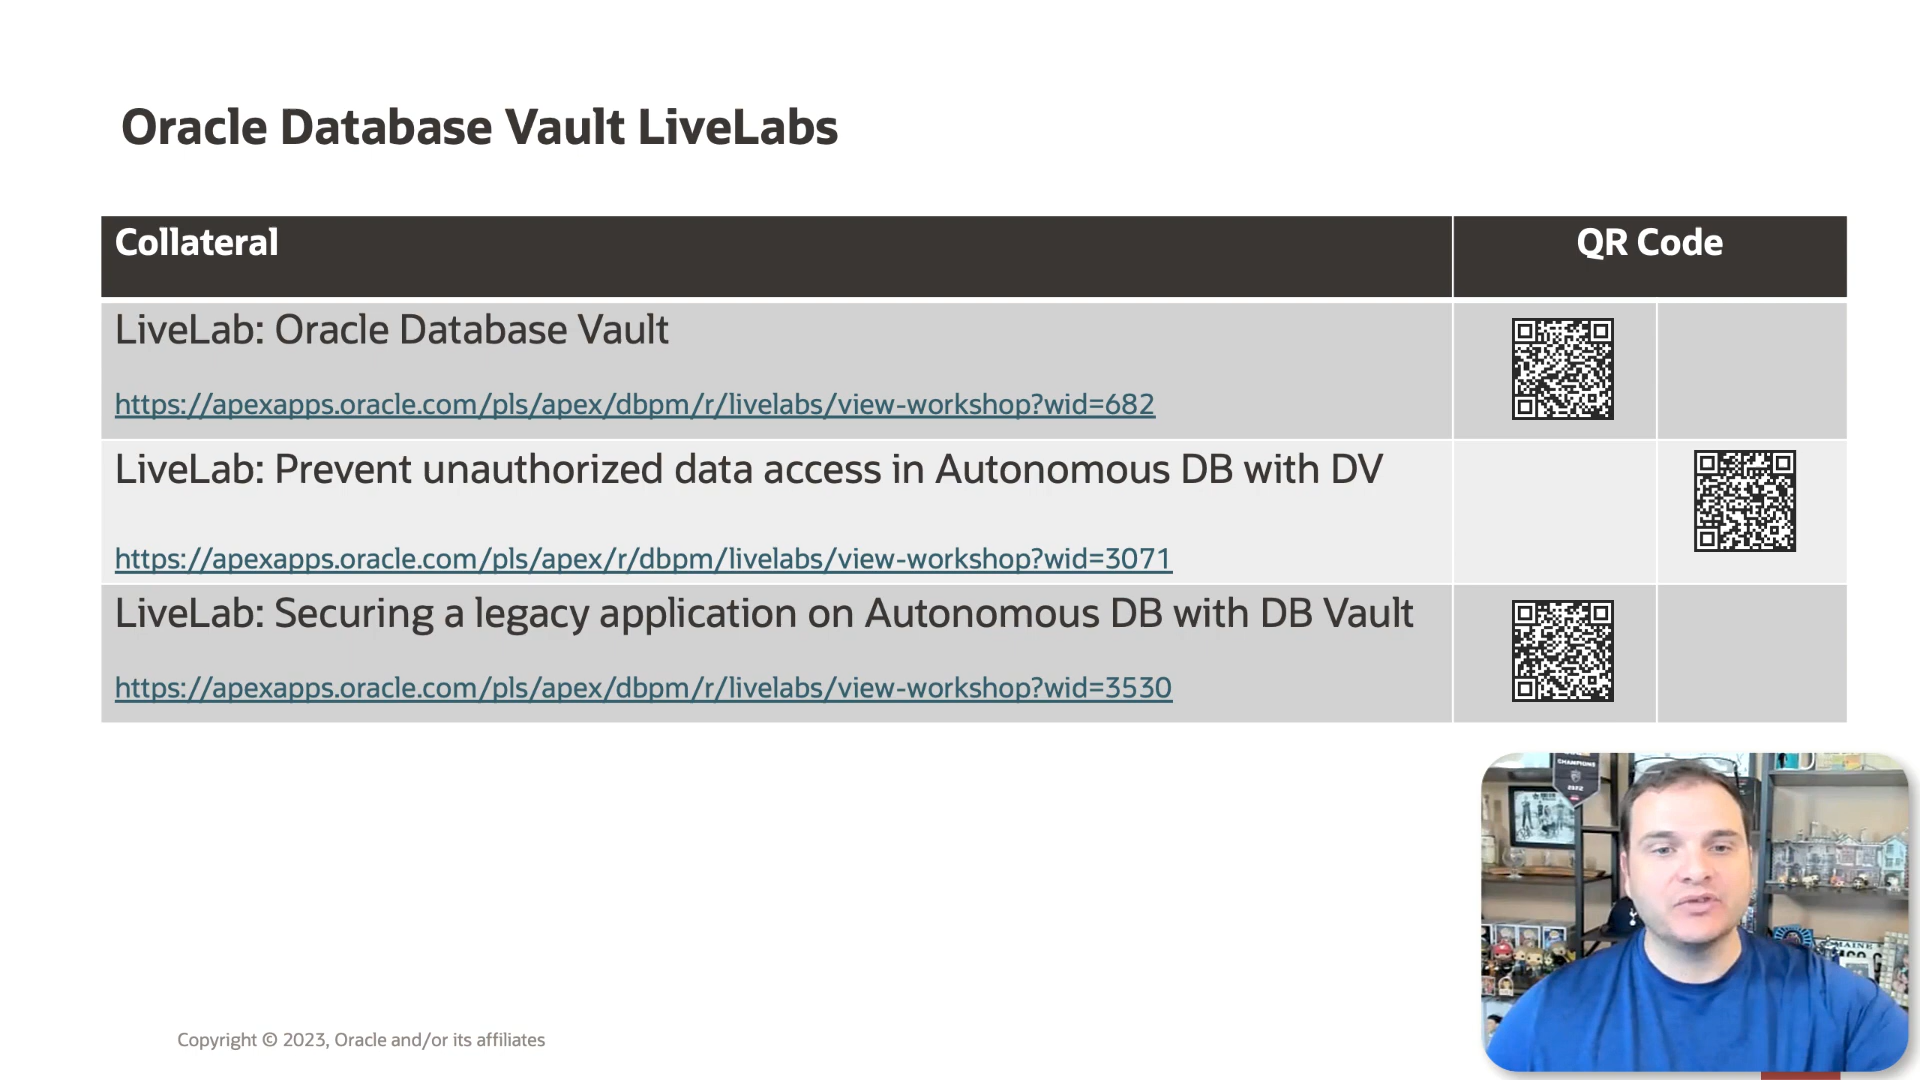 Oracle Database Vault LiveLabs
Collateral
QR Code
LiveLab: Oracle Database Vault
https://apexapps.oracle.com/pls/apex/dbpm/r/livelabs/view-workshop?wid=682
LiveLab: Prevent unauthorized data access in Autonomous DB with DV
https://apexapps.oracle.com/pls/apex/r/dbpm/livelabs/view-workshop?wid=3071
LiveLab: Securing a legacy application on Autonomous DB with DB Vault
https://apexapps.oracle.com/pls/apex/dbpm/r/livelabs/view-workshop?wid=3530
CHAMPIONS
2022
MAINE
Copyright © 2023, Oracle and/or its affiliates